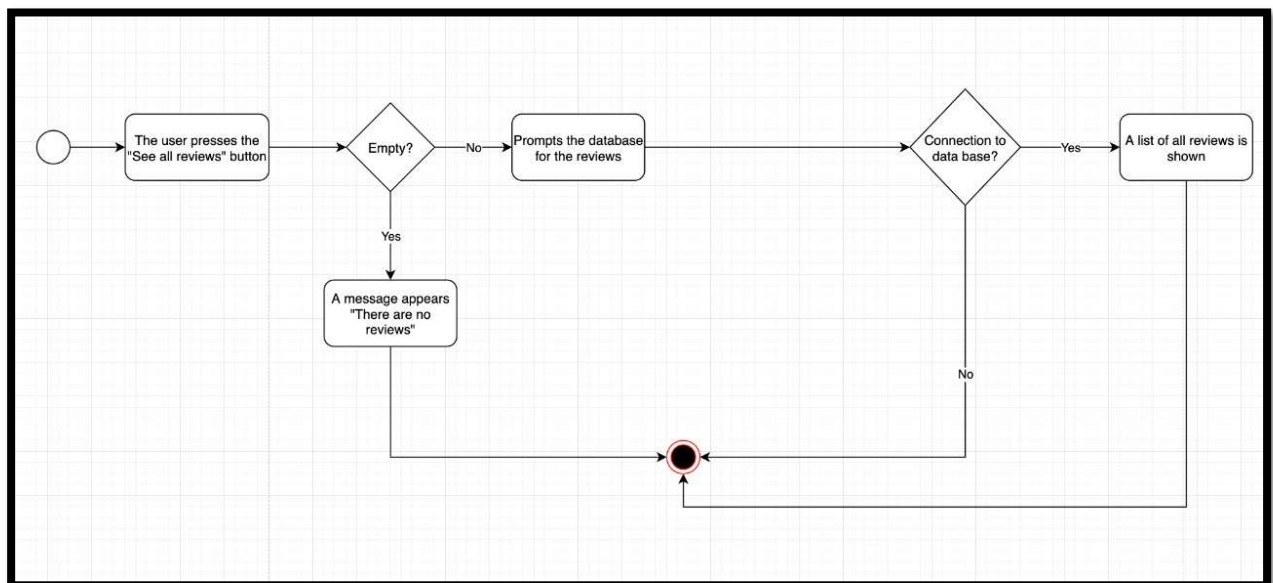 The user presses the
"See all reviews" button
Empty?
No
Prompts the database
for the reviews
Connection to
data base?
Yes
A list of all reviews is
shown
Yes
A message appears
"There are no
reviews"
No